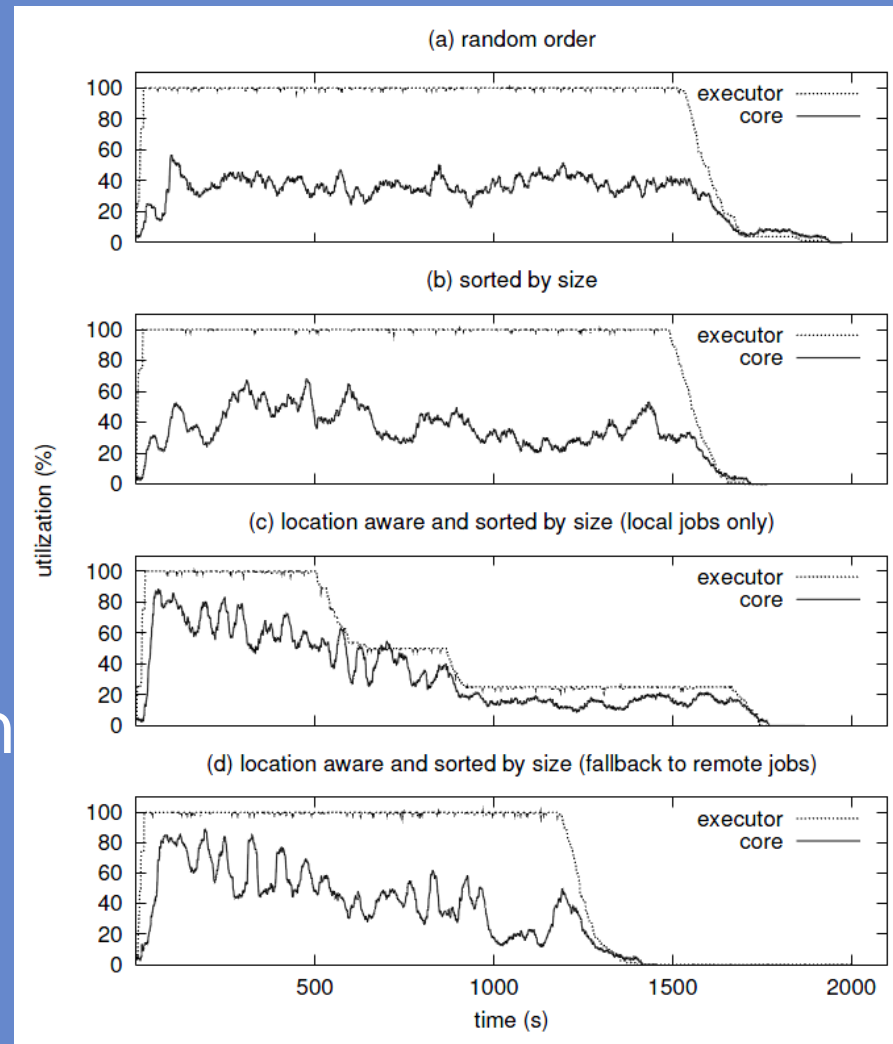 (a) random order
100
80
60
40
20
0
executor
core
(b) sorted by size
100
80
60
40
20
0
executor
core
utilization (%)
(c) location aware and sorted by size (local jobs only)
100
80
60
40
20
0
executor
core
n
(d) location aware and sorted by size (fallback to remote jobs)
100
80
60
40
20
0
executor
core
500 1000 1500 2000
time (s)